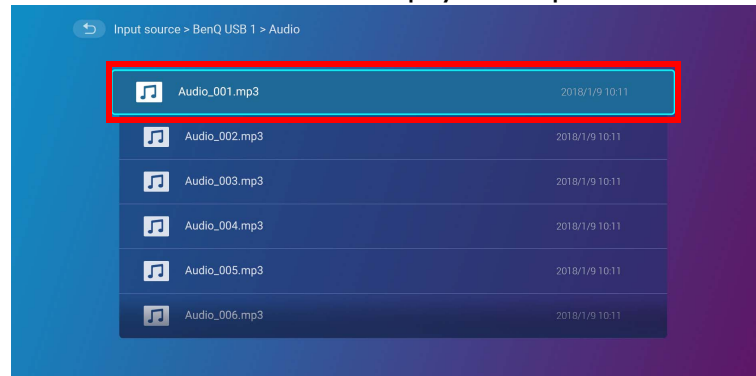 Input source > BenQ USB 1 > Audio
Audio_001.mp3 2018/1/9 10:11
Audio_002.mp3 2018/1/9 10:11
Audio_003.mp3 2018/1/9 10:11
Audio_004.mp3 2018/1/9 10:11
Audio_005.mp3 2018/1/9 10:11
Audio_006.mp3 2018/1/9 10:11